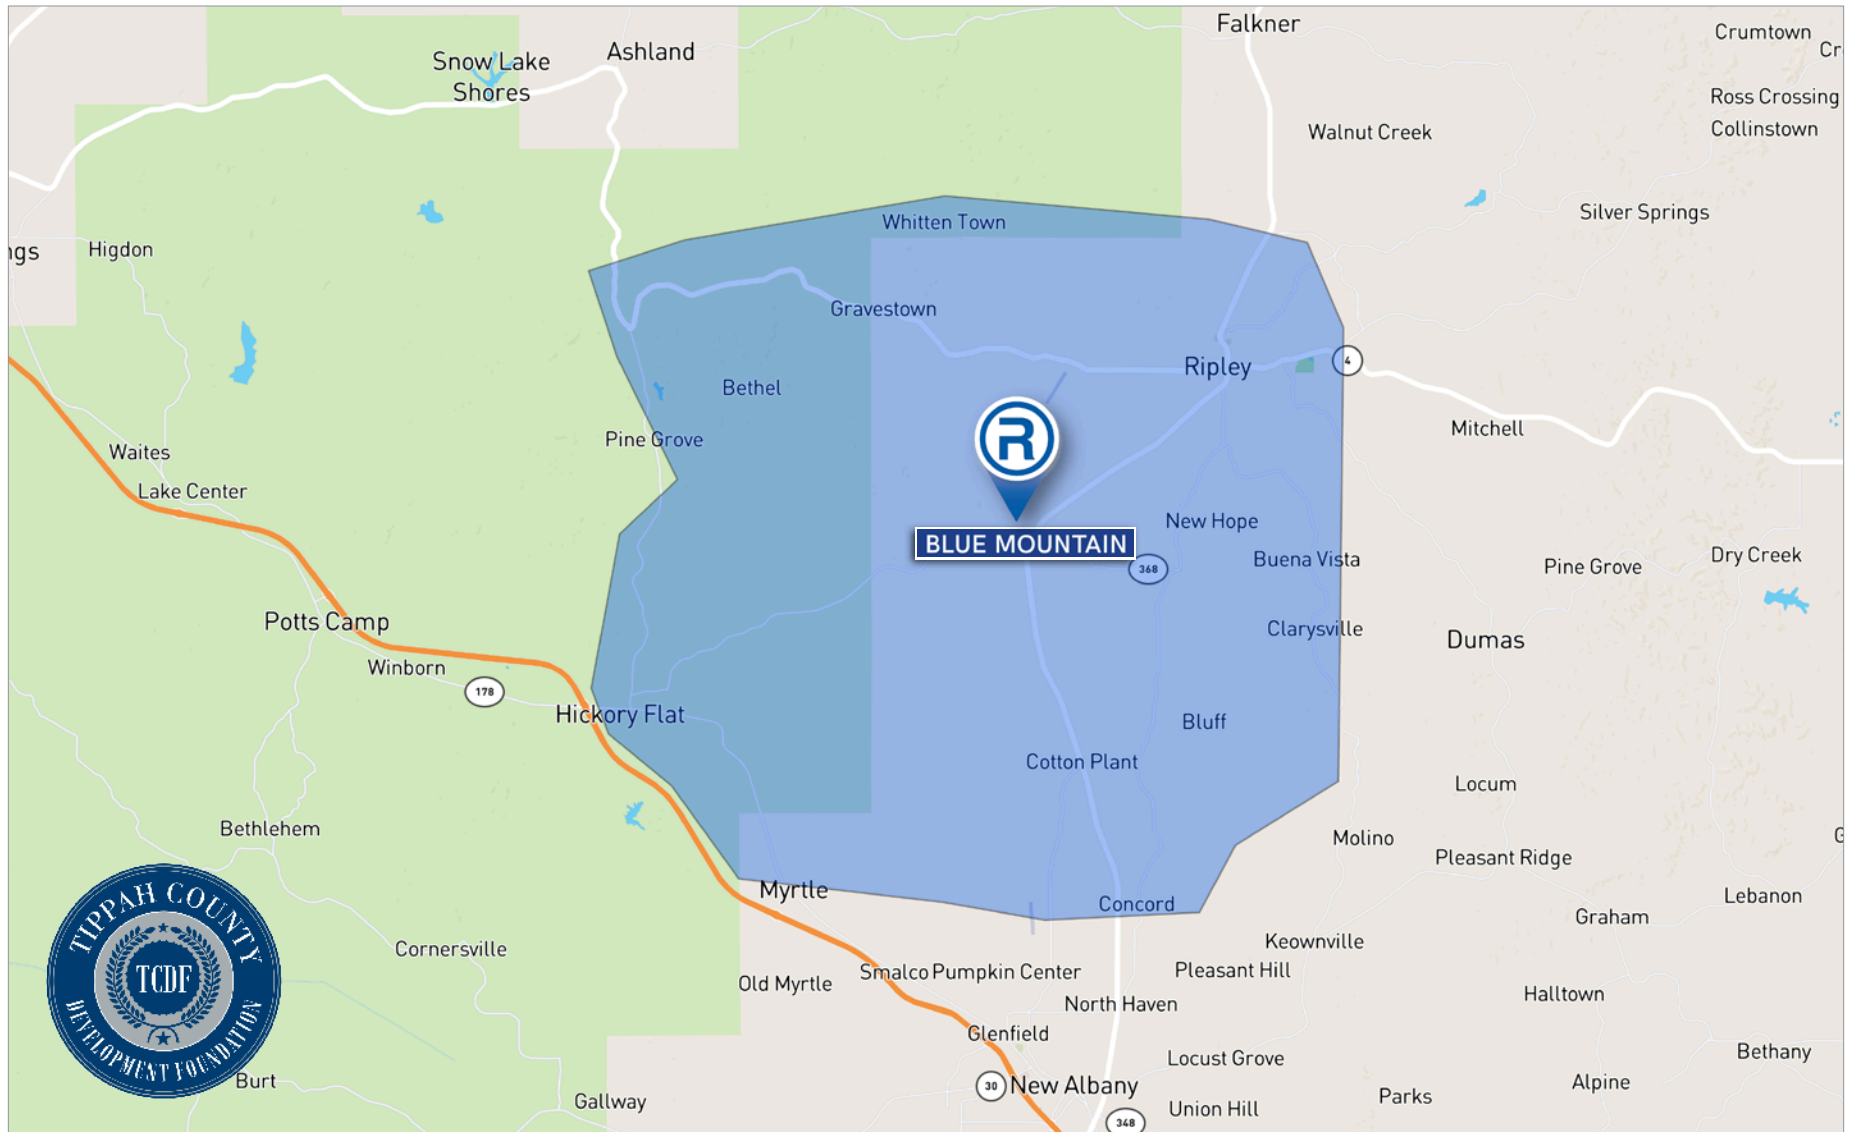 Falkner
Crumtown
Cr
Snow Lake
Shores
Ashland
Ross Crossing
Collinstown
Walnut Creek
Silver Springs
Whitten Town
ngs
Higdon
Gravestown
Ripley
4
Bethel
Mitchell
Pine Grove
R
Waites
Lake Center
New Hope
BLUE MOUNTAIN
368
Buena Vista
Pine Grove
Dry Creek
Potts Camp
Clarysville
Dumas
Winborn
178
Hickory Flat
Bluff
Cotton Plant
Locum
Bethlehem
Molino
Pleasant Ridge
Myrtle
Concord
Lebanon
Graham
Cornersville
Keownville
Old Myrtle
Smalco
Pumpkin Center
Pleasant Hill
Halltown
North Haven
Glenfield
Locust Grove
Bethany
Burt
30
New Albany
Alpine
Gallway
Union Hill
Parks
348
TIPPAH COUNTY
TCDF
DEVELOPMENT FOUNDATION